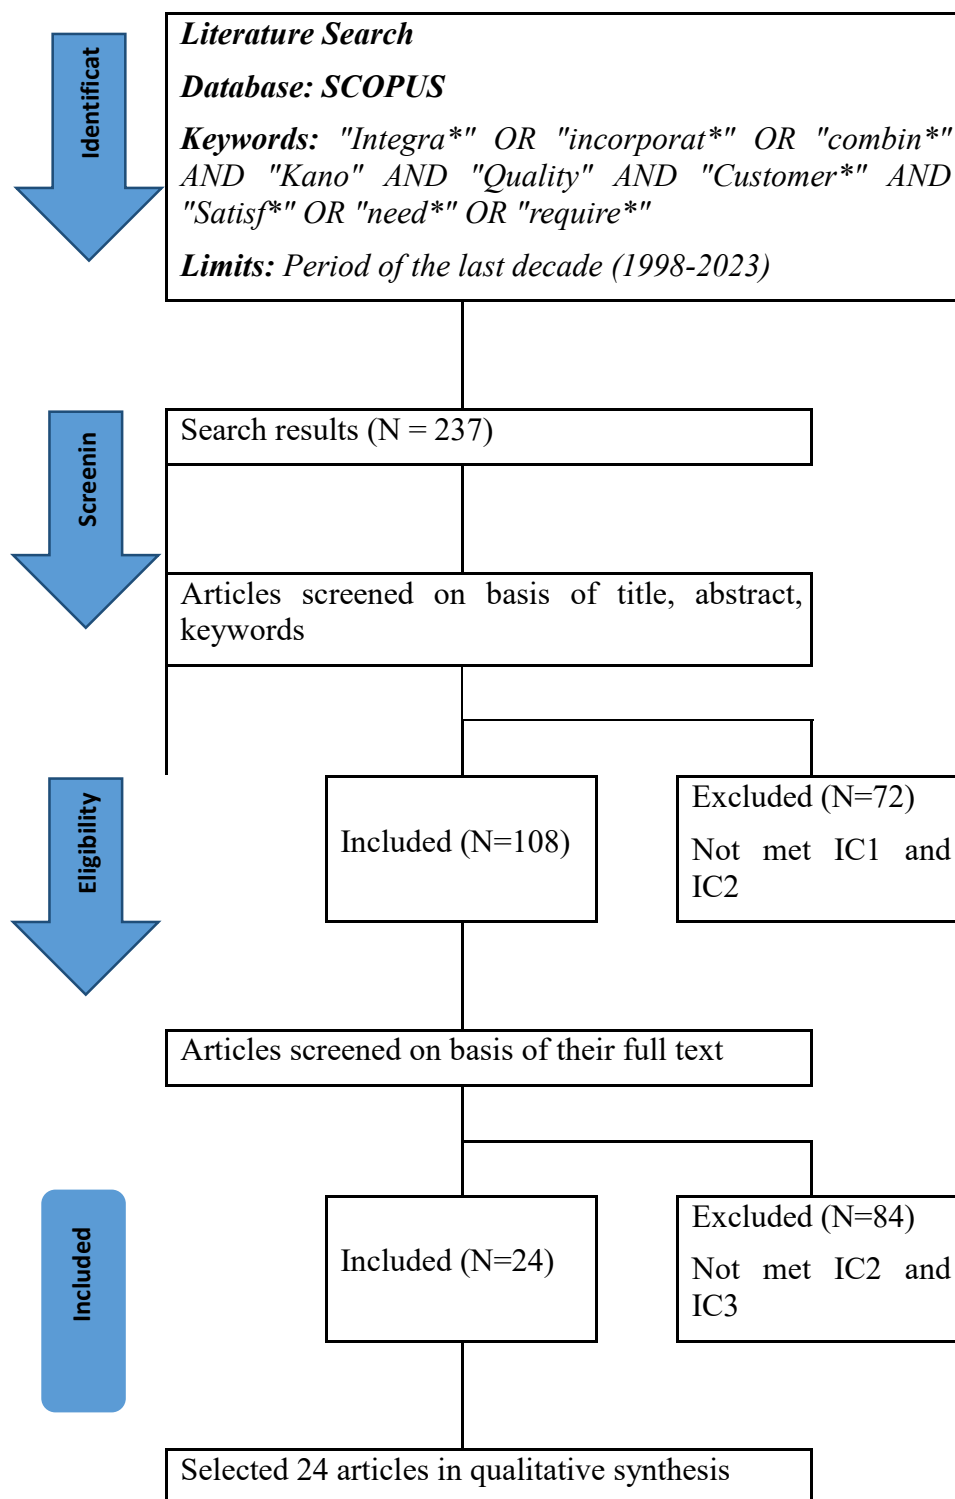 Identificat
Literature Search
Database: SCOPUS
Keywords: "Integra*" OR "incorporat*" OR "combin*"
AND "Kano" AND "Quality" AND "Customer*" AND
"Satisf*" OR "need*" OR "require*"
Limits: Period of the last decade (1998-2023)
Screenin
Search results (N = 237)
Articles screened on basis of title, abstract,
keywords
Eligibility
Included (N=108)
Excluded (N=72)
Not met IC1 and
IC2
Articles screened on basis of their full text
Included
Included (N=24)
Excluded (N=84)
Not met IC2 and
IC3
Selected 24 articles in qualitative synthesis